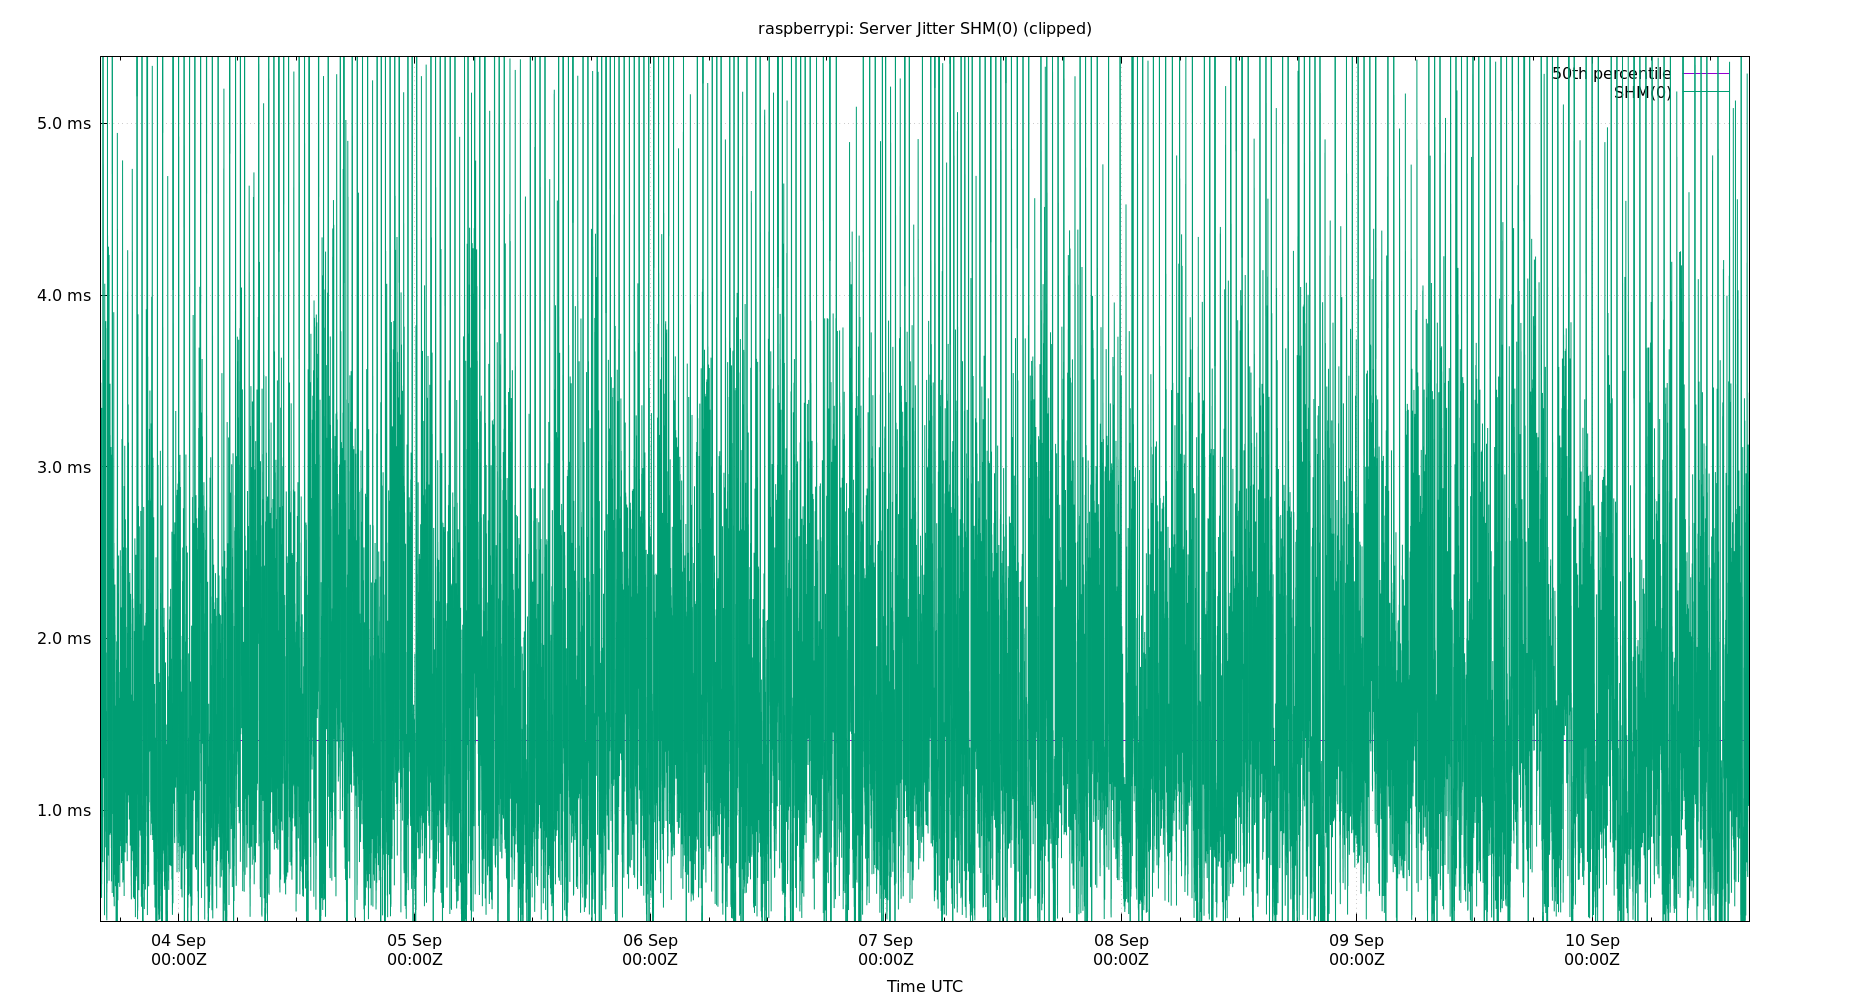 raspberrypi: Server Jitter SHM(0) (clipped)
50th percentile
SHM(0)
5.0 ms
4.0 ms
3.0 ms
2.0 ms
1.0 ms
04 Sep 05 Sep 06 Sep 07 Sep 08 Sep 09 Sep 10 Sep
00:00Z 00:00Z 00:00Z 00:00Z 00:00Z 00:00Z 00:00Z
Time UTC